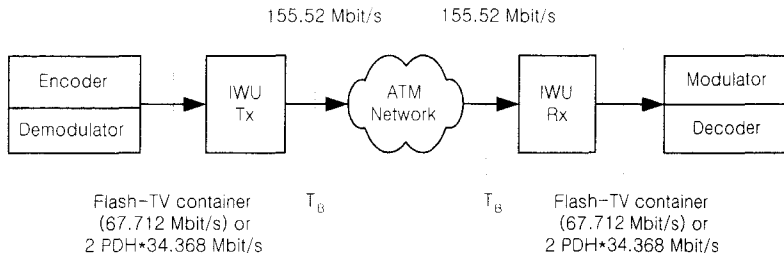 155.52 Mbit/s 155.52 Mbit/s
Encoder
Demodulator
IWU
Tx
ATM
Network
IWU
Rx
Modulator
Decoder
Flash-TV container
(67.712 Mbit/s) or
2 PDH*34.368 Mbit/s
TB
TB
Flash-TV container
(67.712 Mbit/s) or
2 PDH*34.368 Mbit/s